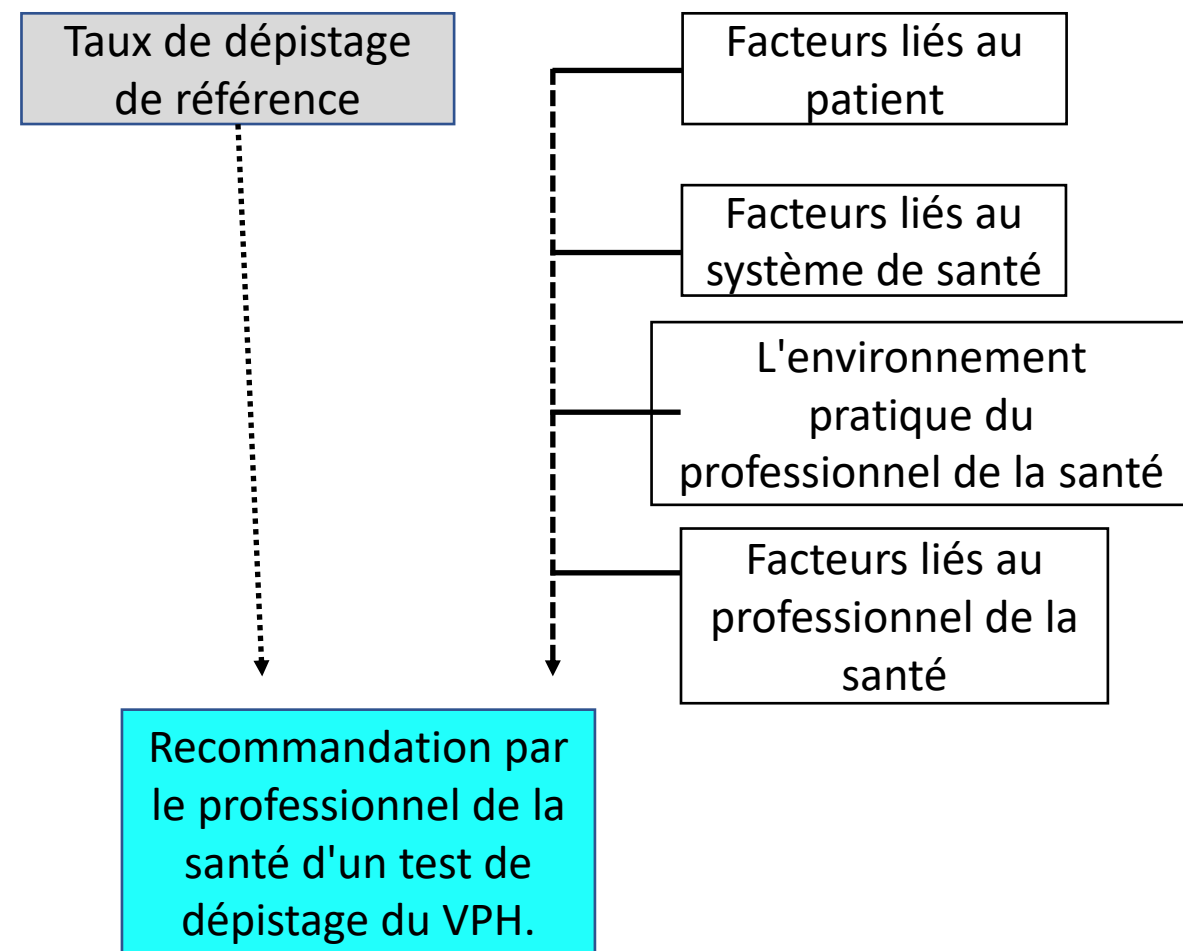 Taux de dépistage
de référence
Facteurs liés au
patient
Facteurs liés au
système de santé
L'environnement
pratique du
professionnel de la santé
Facteurs liés au
professionnel de la
santé
Recommandation par
le professionnel de la
santé d'un test de
dépistage du VPH.